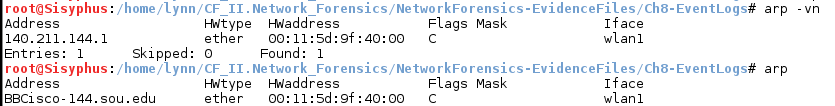 root@Sisyphus:/home/lynn/CF_II.Network_Forensics/NetworkForensics-EvidenceFiles/Ch8-EventLogs# arp -vn
Address HWtype HWaddress Flags Mask Iface
140.211.144.1 ether 00:11:5d:9f:40:00 C wlan1
Entries: 1 Skipped: 0 Found: 1
root@Sisyphus:/home/lynn/CF_II.Network_Forensics/NetworkForensics-EvidenceFiles/Ch8-EventLogs# arp
Address HWtype HWaddress Flags Mask Iface
BBCisco-144.sou.edu ether 00:11:5d:9f:40:00 C wlan1